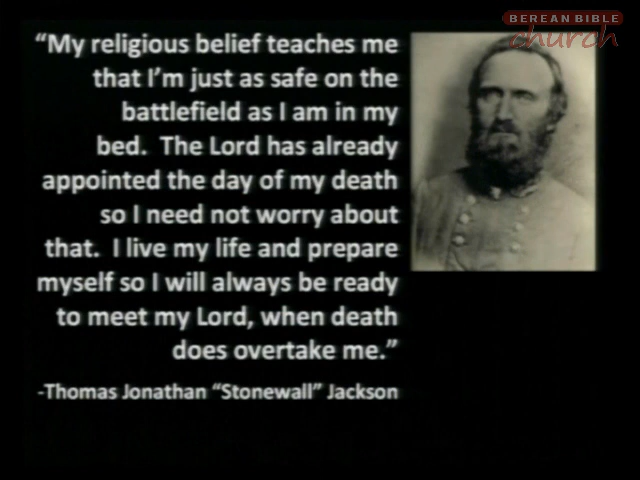 BEREAN BIBLE
church
“My religious belief teaches me
that I’m just as safe on the
battlefield as I am in my
bed.  The Lord has already
appointed the day of my death
so I need not worry about
that.  I live my life and prepare
myself so I will always be ready
to meet my Lord, when death
does overtake me.”
-Thomas Jonathan “Stonewall” Jackson